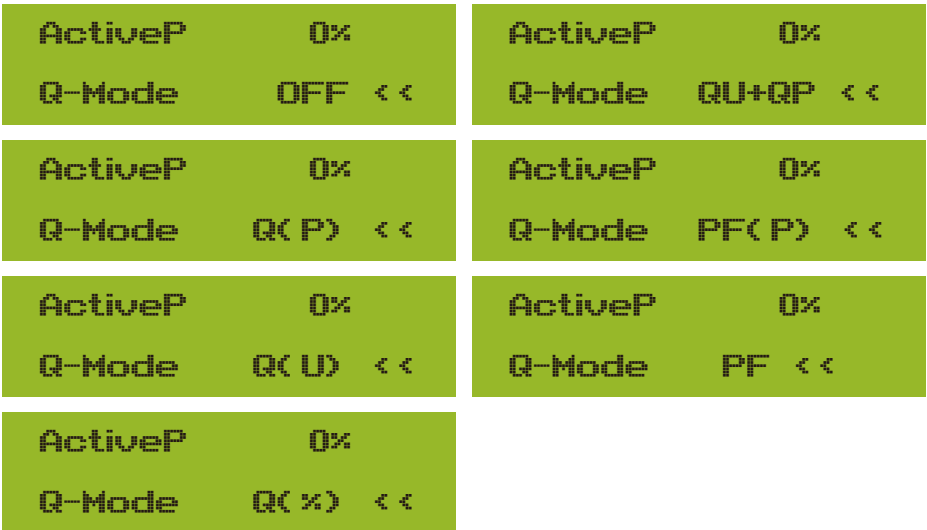 ActiveP 0%
Q-Mode OFF <<
ActiveP 0%
Q-Mode QU+QP <<
ActiveP 0%
Q-Mode Q(P) <<
ActiveP 0%
Q-Mode PF(P) <<
ActiveP 0%
Q-Mode Q(U) <<
ActiveP 0%
Q-Mode PF <<
ActiveP 0%
Q-Mode Q(%) <<